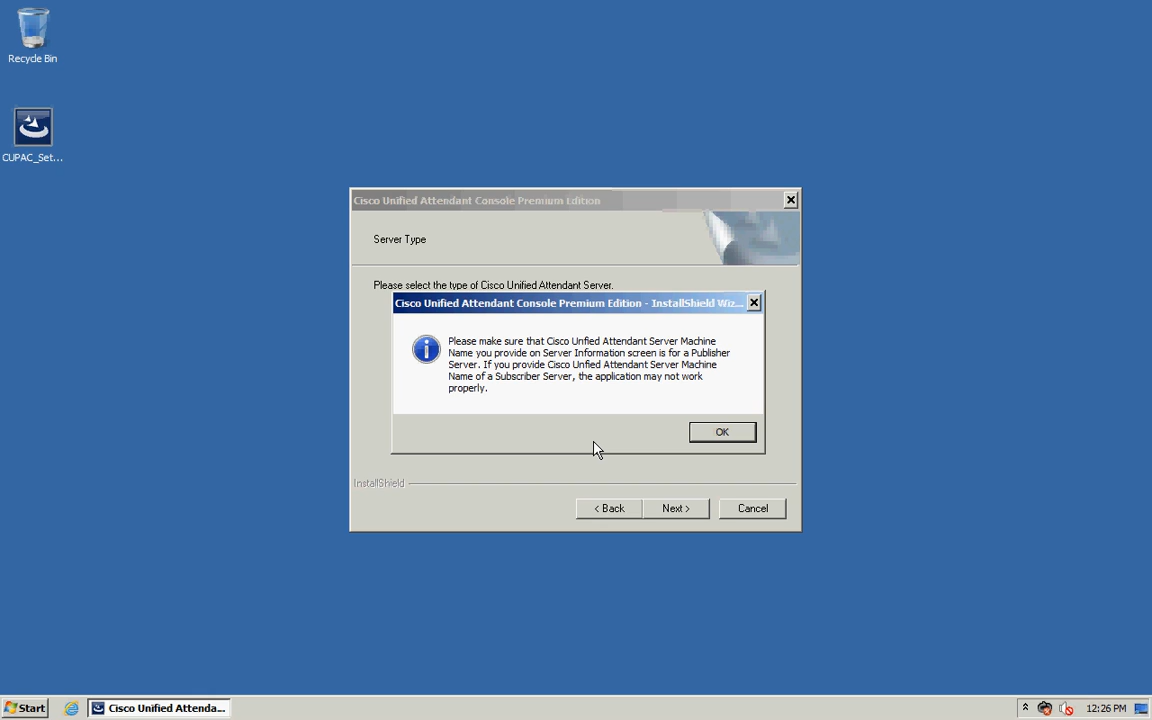 Recycle Bin
CUPAC_Set...
Cisco Unified Attendant Console Premium Edition
Server Type
Please select the type of Cisco Unified Attendant Server.
Cisco Unified Attendant Console Premium Edition - InstallShield Wiz...
Please make sure that Cisco Unfied Attendant Server Machine
Name you provide on Server Information screen is for a Publisher
Server. If you provide Cisco Unfied Attendant Server Machine
Name of a Subscriber Server, the application may not work
properly.
OK
InstallShield
< Back
Next >
Cancel
Start
Cisco Unified Attenda...
12:26 PM